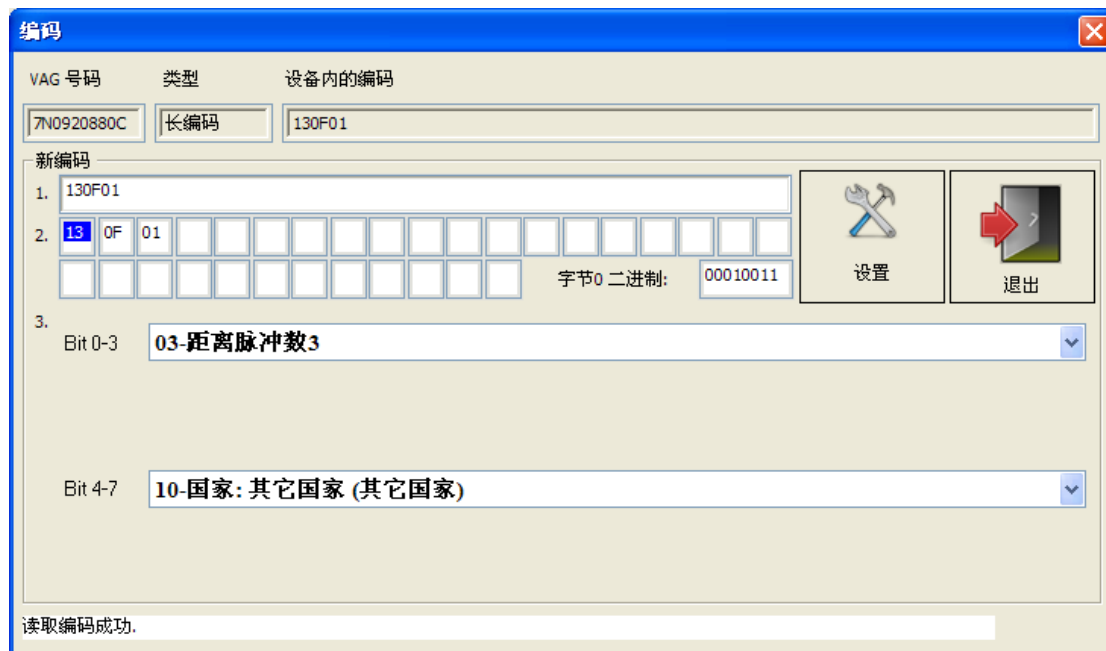 编码
VAG 号码 类型 设备内的编码
7N0920880C 长编码 130F01
新编码
1. 130F01
2. 13 0F 01
字节0 二进制: 00010011
设置 退出
3.
Bit 0-3 03-距离脉冲数3
Bit 4-7 10-国家: 其它国家 (其它国家)
读取编码成功.